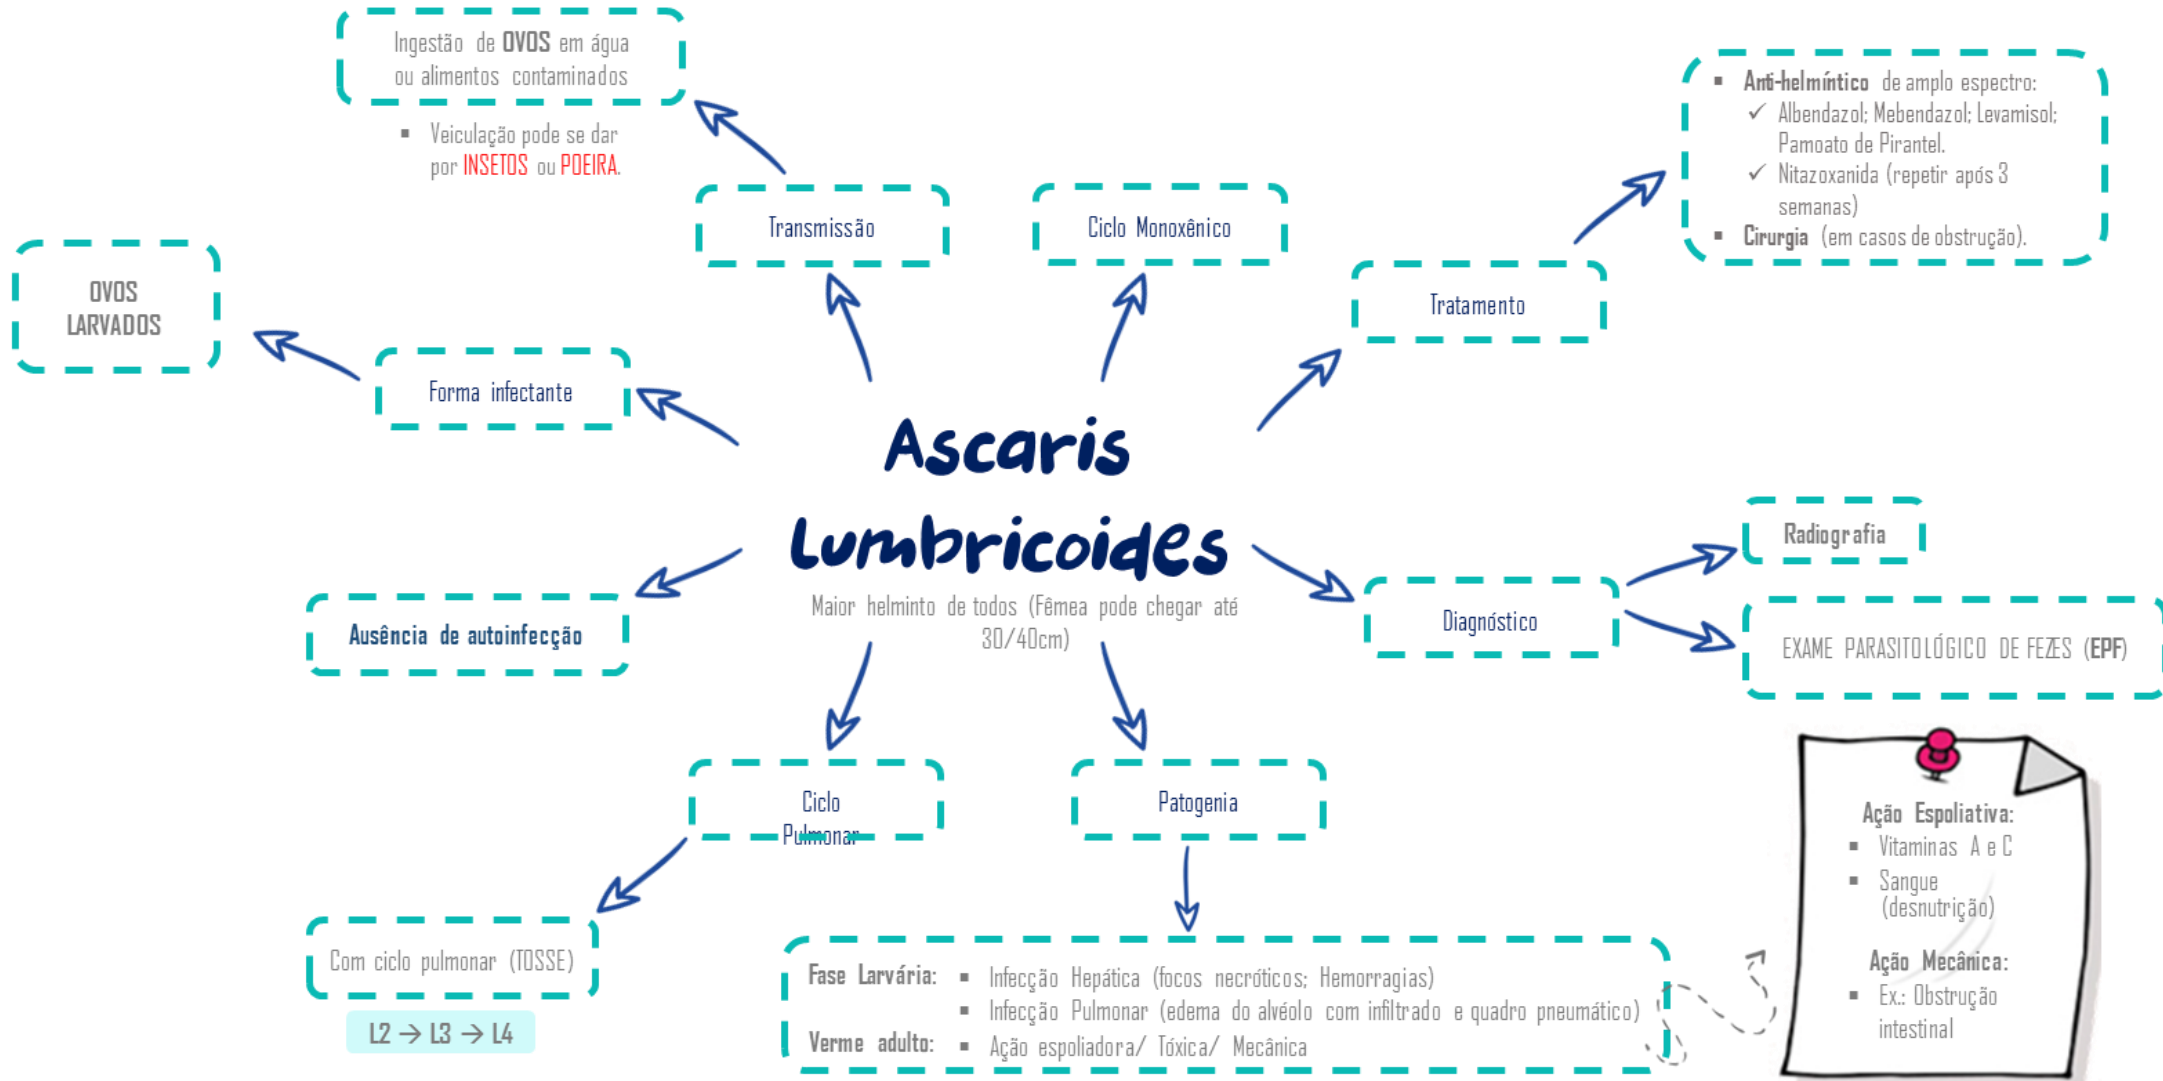 Ingestão de OVOS em água
ou alimentos contaminados
▪ Veiculação pode se dar
por INSETOS ou POEIRA.
Transmissão
Ciclo Monoxênico
▪ Anti-helmíntico de amplo espectro:
✓ Albendazol; Mebendazol; Levamisol;
Pamoato de Pirantel.
✓ Nitazoxanida (repetir após 3
semanas)
▪ Cirurgia (em casos de obstrução).
Tratamento
OVOS
LARVADOS
Forma infectante
Ascaris
Lumbricoides
Maior helminto de todos (Fêmea pode chegar até
30/40cm)
Ausência de autoinfecção
Radiografia
Diagnóstico
EXAME PARASITOLÓGICO DE FEZES (EPF)
Ciclo
Pulmonar
Patogenia
Com ciclo pulmonar (TOSSE)
L2 → L3 → L4
Fase Larvária: ▪ Infecção Hepática (focos necróticos; Hemorragias)
▪ Infecção Pulmonar (edema do alvéolo com infiltrado e quadro pneumático)
Verme adulto: ▪ Ação espoliadora/ Tóxica/ Mecânica
Ação Espoliativa:
▪ Vitaminas A e C
▪ Sangue
(desnutrição)
Ação Mecânica:
▪ Ex.: Obstrução
intestinal